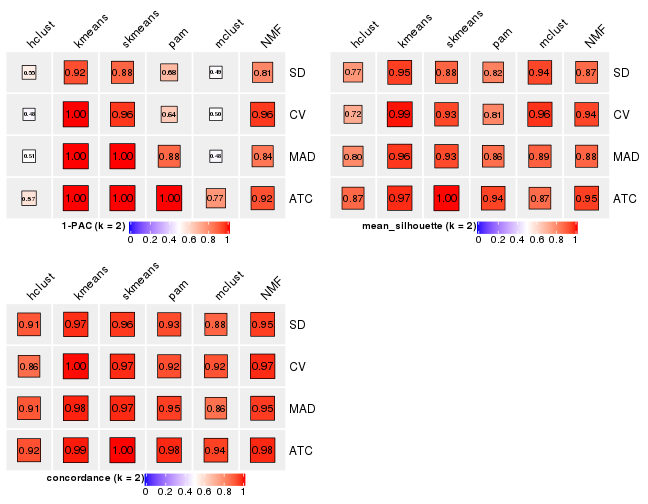 hclust kmeans skmeans pam mclust NMF
0.55 0.92 0.88 0.68 0.49 0.81 SD
0.48 1.00 0.96 0.64 0.50 0.96 CV
0.51 1.00 1.00 0.88 0.48 0.84 MAD
0.57 1.00 1.00 1.00 0.77 0.92 ATC
1-PAC (k = 2)
0 0.2 0.4 0.6 0.8 1
hclust kmeans skmeans pam mclust NMF
0.77 0.95 0.88 0.82 0.94 0.87 SD
0.72 0.99 0.93 0.81 0.96 0.94 CV
0.80 0.96 0.93 0.86 0.89 0.88 MAD
0.87 0.97 1.00 0.94 0.87 0.95 ATC
mean_silhouette (k = 2)
0 0.2 0.4 0.6 0.8 1
hclust kmeans skmeans pam mclust NMF
0.91 0.97 0.96 0.93 0.88 0.95 SD
0.86 1.00 0.97 0.92 0.92 0.97 CV
0.91 0.98 0.97 0.95 0.86 0.95 MAD
0.92 0.99 1.00 0.98 0.94 0.98 ATC
concordance (k = 2)
0 0.2 0.4 0.6 0.8 1